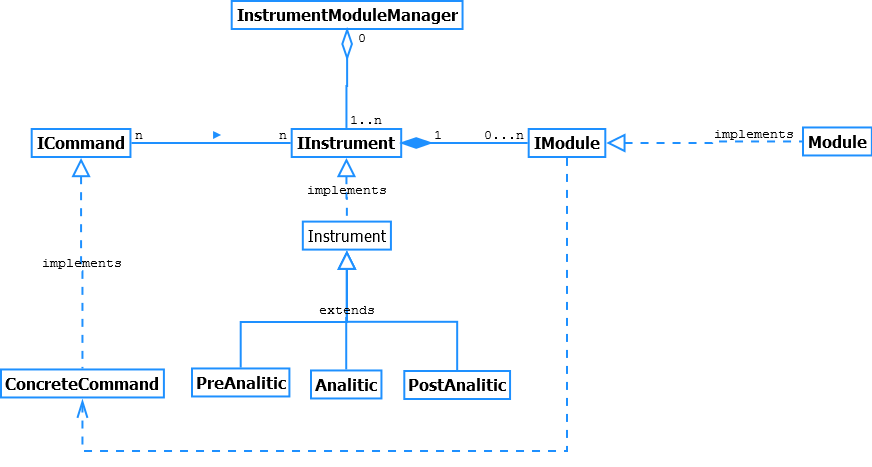 InstrumentModuleManager
0
1..n
ICommand
n
n
IInstrument
1
0...n
IModule
implements
Module
implements
Instrument
implements
extends
ConcreteCommand
PreAnalitic
Analitic
PostAnalitic